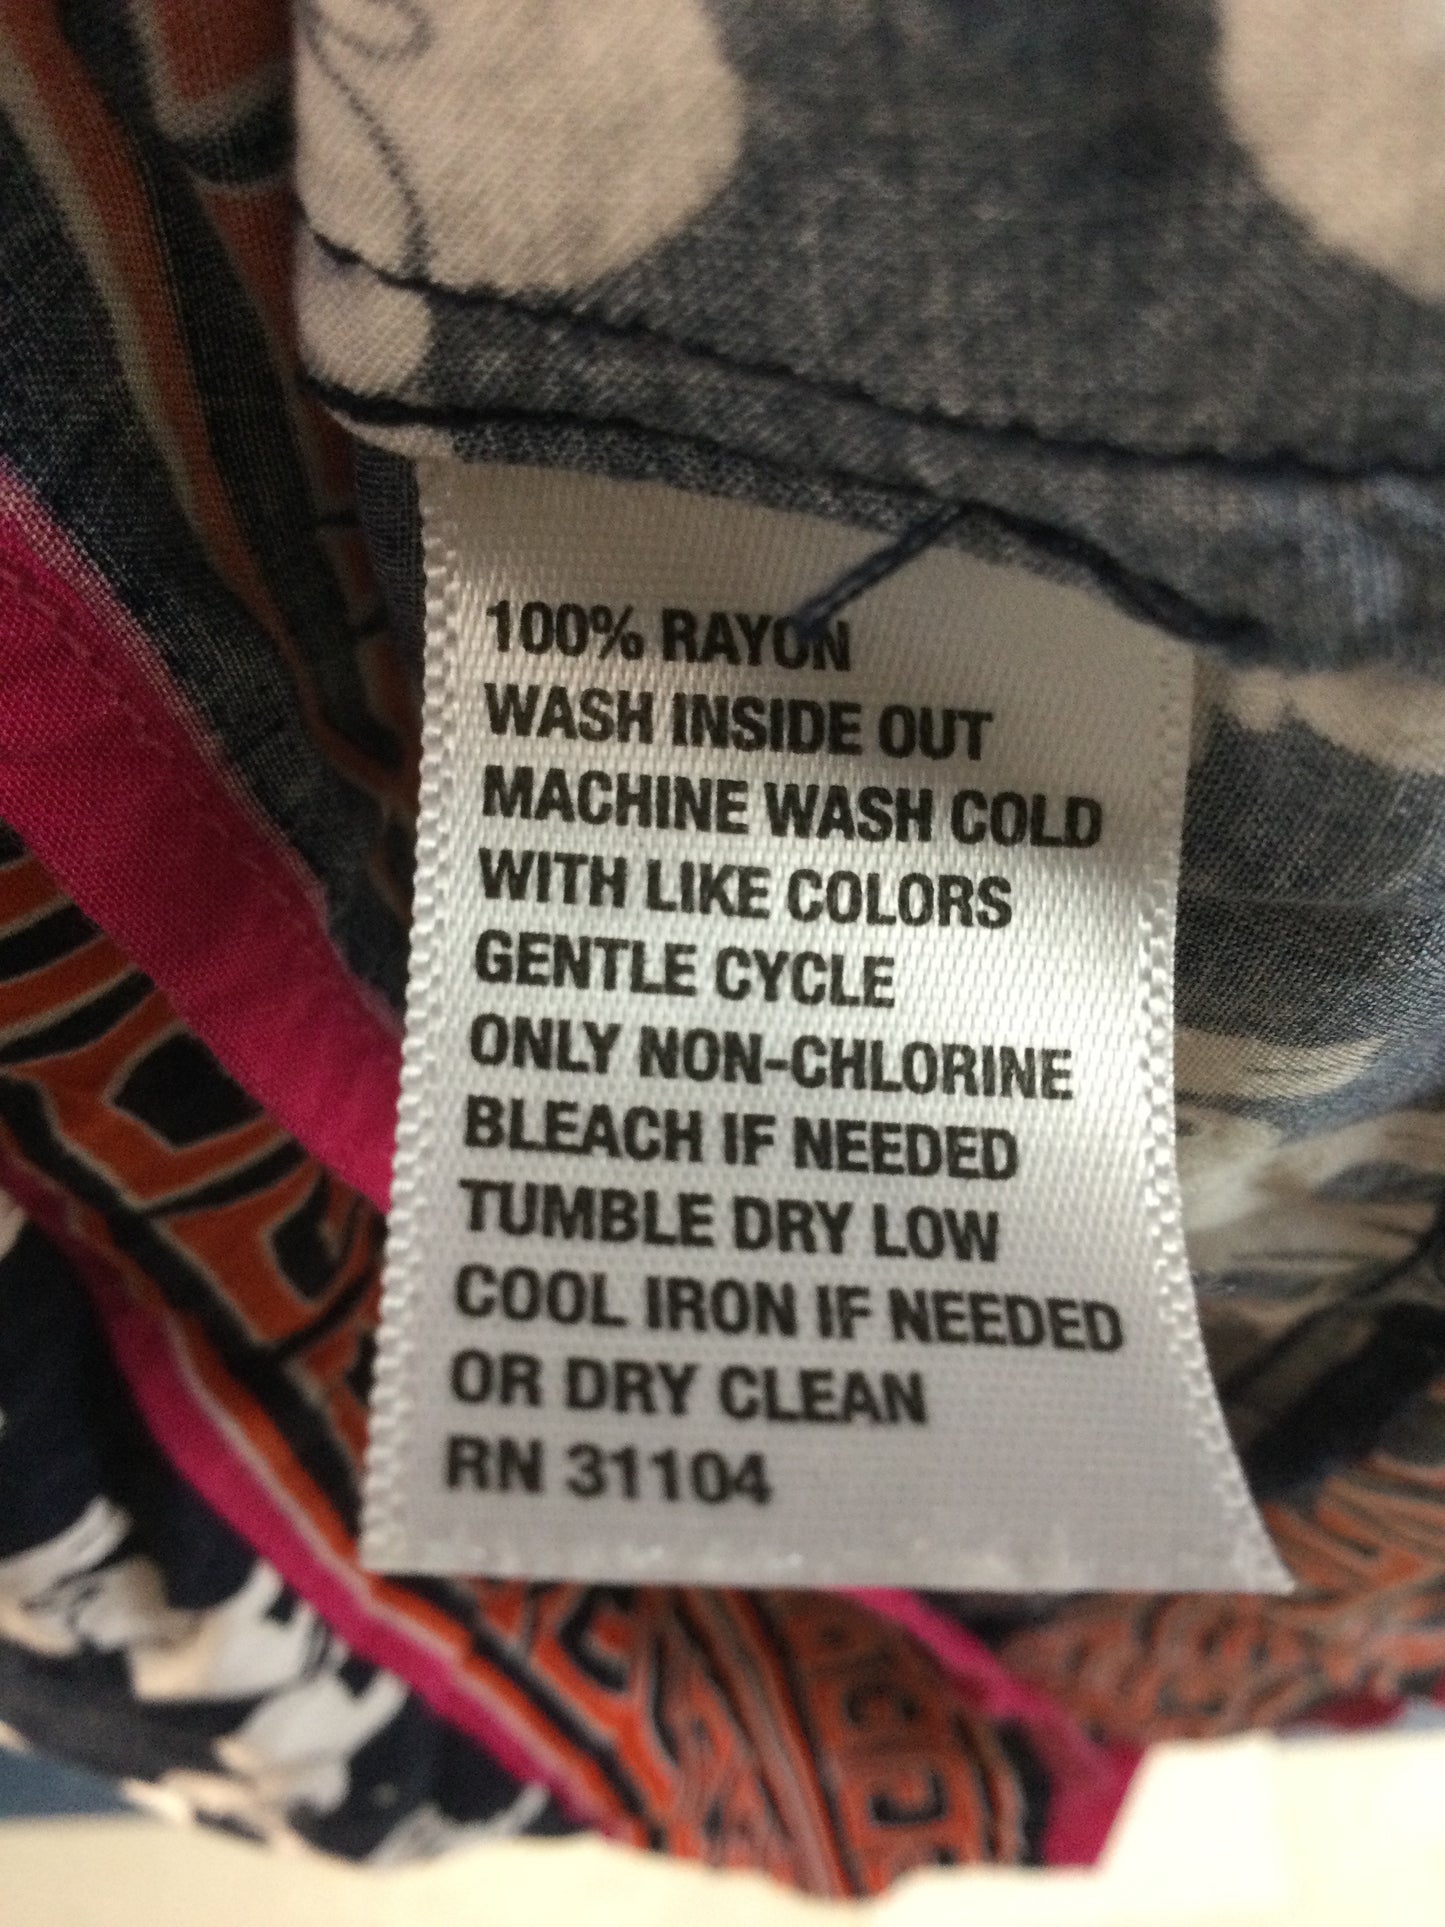 100% RAYON
WASH INSIDE OUT
MACHINE WASH COLD
WITH LIKE COLORS
GENTLE CYCLE
ONLY NON-CHLORINE
BLEACH IF NEEDED
TUMBLE DRY LOW
COOL IRON IF NEEDED
OR DRY CLEAN
RN 31104